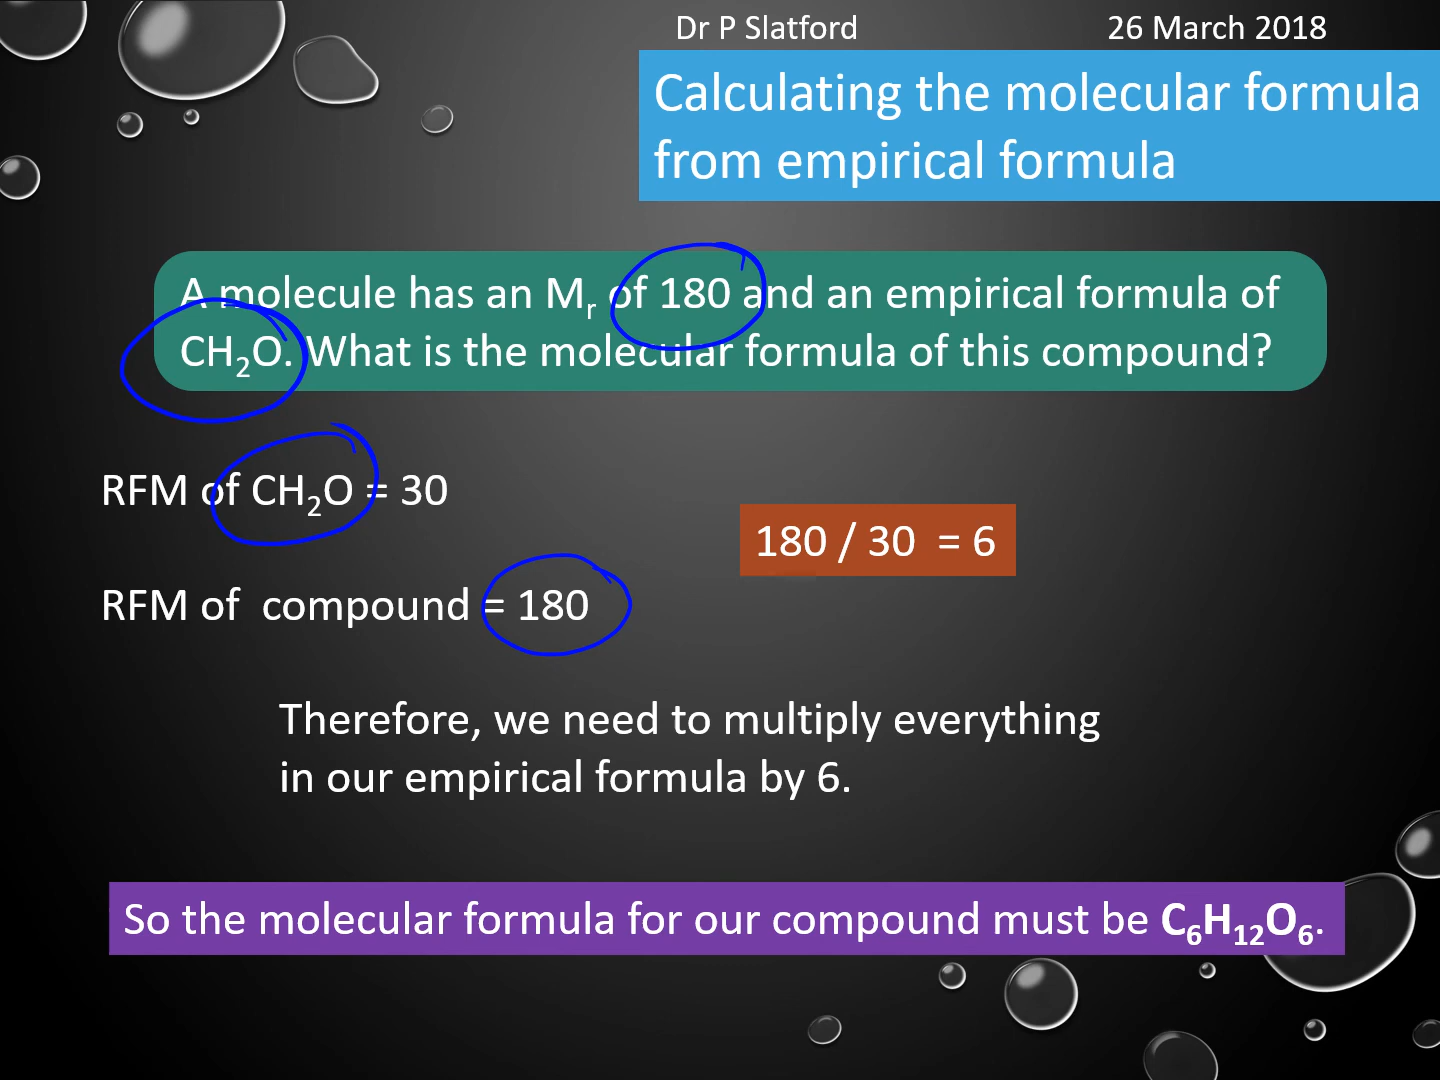 Dr P Slatford 26 March 2018
Calculating the molecular formula
from empirical formula
A molecule has an Mᵣ of 180 and an empirical formula of
CH₂O. What is the molecular formula of this compound?
RFM of CH₂O = 30
180 / 30 = 6
RFM of compound = 180
Therefore, we need to multiply everything
in our empirical formula by 6.
So the molecular formula for our compound must be C₆H₁₂O₆.